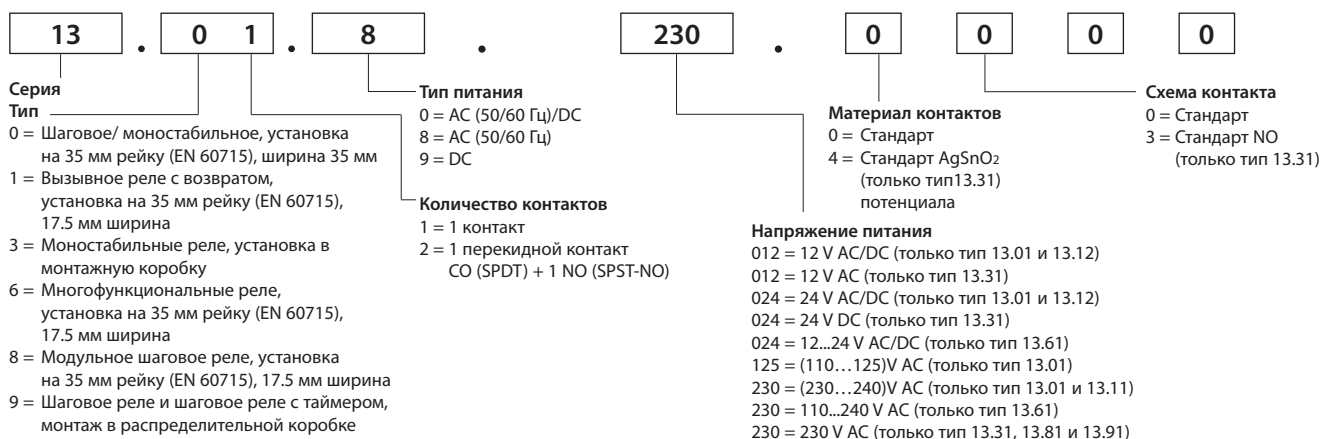 13 . 0 1 . 8 . 230 . 0 0 0 0
Серия
Тип
0 = Шаговое/ моностабильное, установка
на 35 мм рейку (EN 60715), ширина 35 мм
1 = Вызывное реле с возвратом,
установка на 35 мм рейку (EN 60715),
17.5 мм ширина
3 = Моностабильные реле, установка в
монтажную коробку
6 = Многофункциональные реле,
установка на 35 мм рейку (EN 60715),
17.5 мм ширина
8 = Модульное шаговое реле, установка
на 35 мм рейку (EN 60715), 17.5 мм ширина
9 = Шаговое реле и шаговое реле с таймером,
монтаж в распределительной коробке
Тип питания
0 = AC (50/60 Гц)/DC
8 = AC (50/60 Гц)
9 = DC
Количество контактов
1 = 1 контакт
2 = 1 перекидной контакт
CO (SPDT) + 1 NO (SPST-NO)
Материал контактов
0 = Стандарт
4 = Стандарт AgSnO2
(только тип13.31)
потенциала
Схема контакта
0 = Стандарт
3 = Стандарт NO
(только тип 13.31)
Напряжение питания
012 = 12 V AC/DC (только тип 13.01 и 13.12)
012 = 12 V AC (только тип 13.31)
024 = 24 V AC/DC (только тип 13.01 и 13.12)
024 = 24 V DC (только тип 13.31)
024 = 12...24 V AC/DC (только тип 13.61)
125 = (110…125)V AC (только тип 13.01)
230 = (230…240)V AC (только тип 13.01 и 13.11)
230 = 110...240 V AC (только тип 13.61)
230 = 230 V AC (только тип 13.31, 13.81 и 13.91)